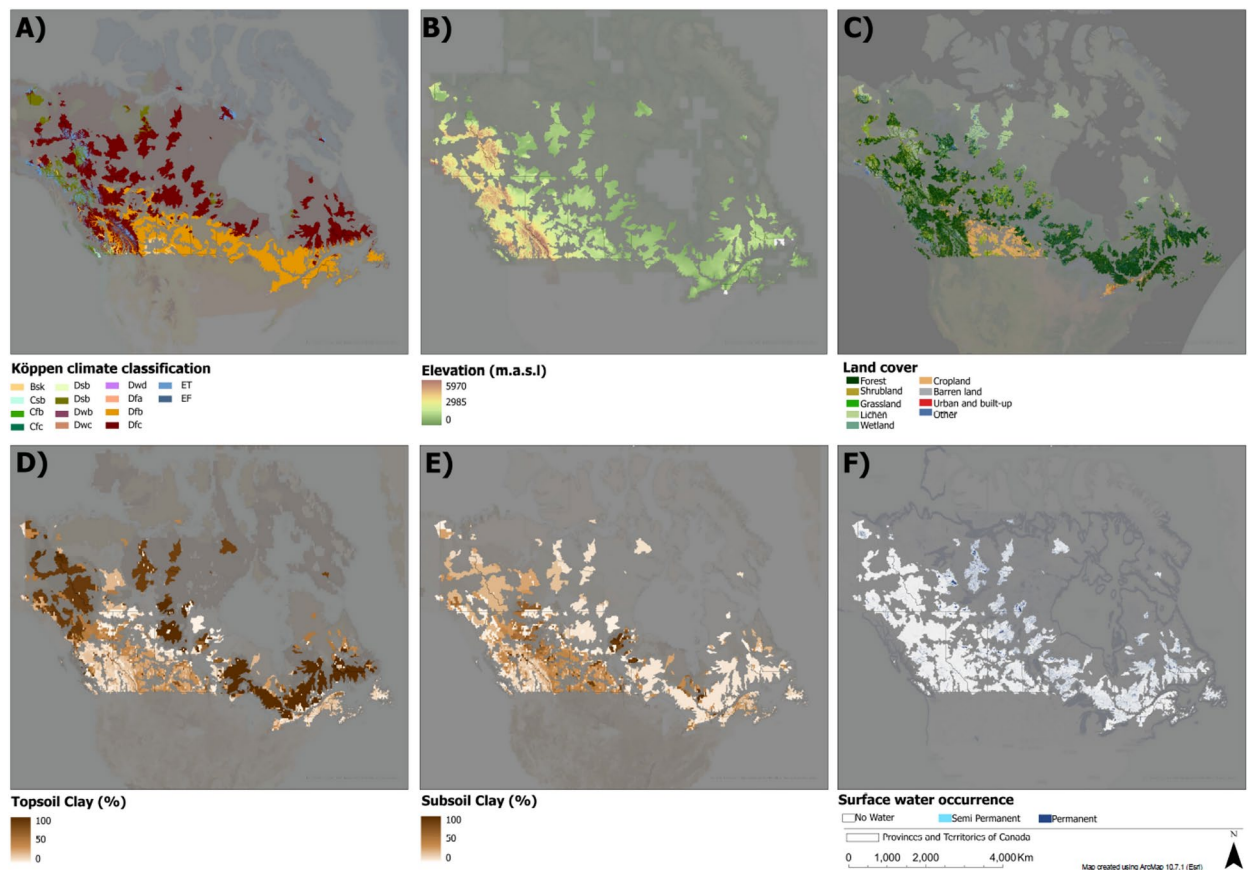 A)
B)
C)
Köppen climate classification
Bsk
Dsb
Dwd
ET
Csb
Dsb
Dfa
EF
Cfb
Dwb
Dfb
Cfc
Dwc
Dfc
Elevation (m.a.s.l)
5970
2985
0
Land cover
Forest
Cropland
Shrubland
Barren land
Grassland
Urban and built-up
Lichen
Other
Wetland
D)
E)
F)
Topsoil Clay (%)
100
50
0
Subsoil Clay (%)
100
50
0
Surface water occurrence
No Water
Semi Permanent
Permanent
Provinces and Territories of Canada
N
0 1,000 2,000 4,000 Km
Map created using ArcMap 10.7.1 (Esri)